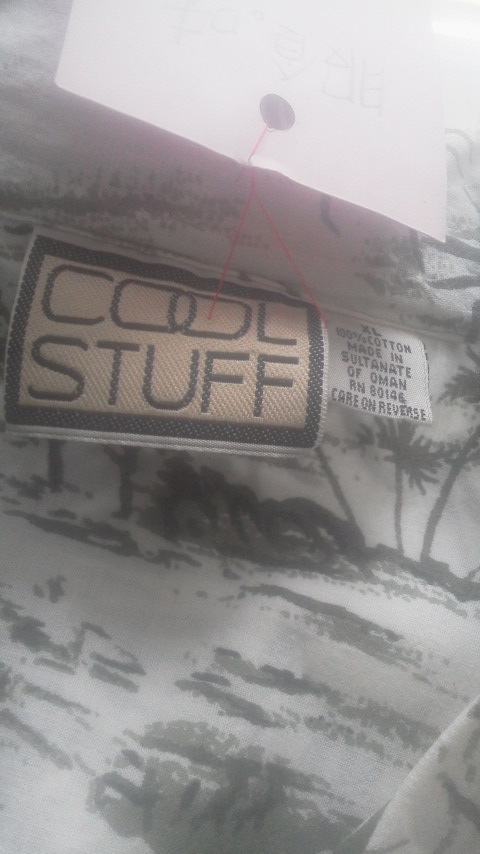 COOL
STUFF
XL
100% COTTON
MADE IN
SULTANATE
OF OMAN
RN 80146
CARE ON REVERSE